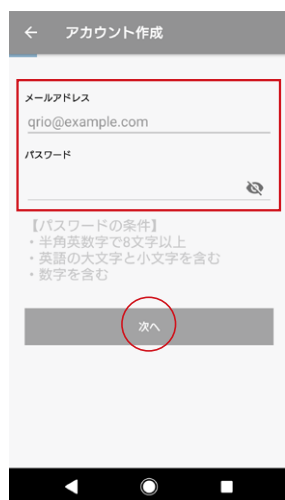 アカウント作成
メールアドレス
qrio@example.com
パスワード
【パスワードの条件】
・半角英数字で8文字以上
・英語の大文字と小文字を含む
・数字を含む
次へ